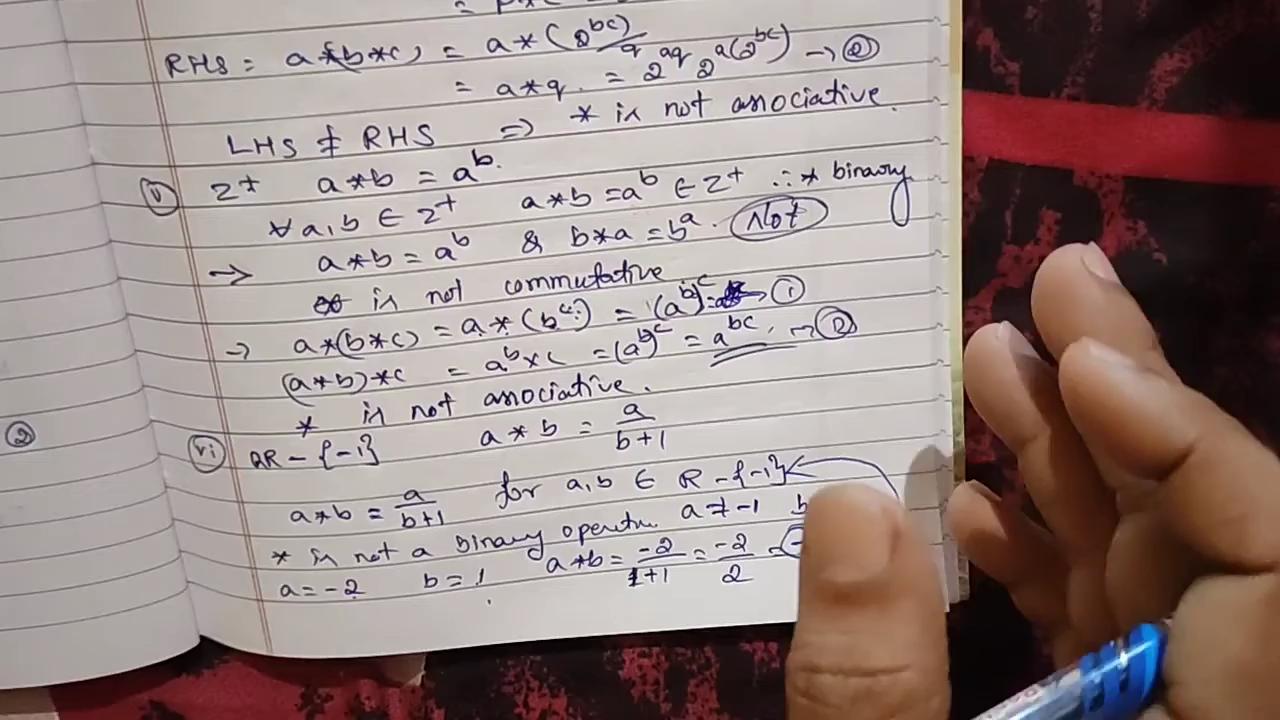 RHS = a*(b*c) = a*(2^bc)/q
= a*q. = 2^aq 2^a(2^bc) → ②
LHS ≠ RHS ⇒ * is not associative.
ⓥ Z+ a*b = a^b.
∀ a,b ∈ Z+ a*b = a^b ∈ Z+ ∴ * binary
→ a*b = a^b & b*a = b^a. Not
is not commutative
→ a*(b*c) = a*(b^c) = (a^b)^c → ①
(a*b)*c = a^b*c = (a^b)^c = a^bc. → ②
* is not associative.
ⓥⓘ R-{-1} a*b = a/b+1
②
a*b = a/b+1 for a,b ∈ R-{-1}
* is not a binary operatn. a≠-1 b
a=-2 b=1 a*b = -2/1+1 = -2/2 =